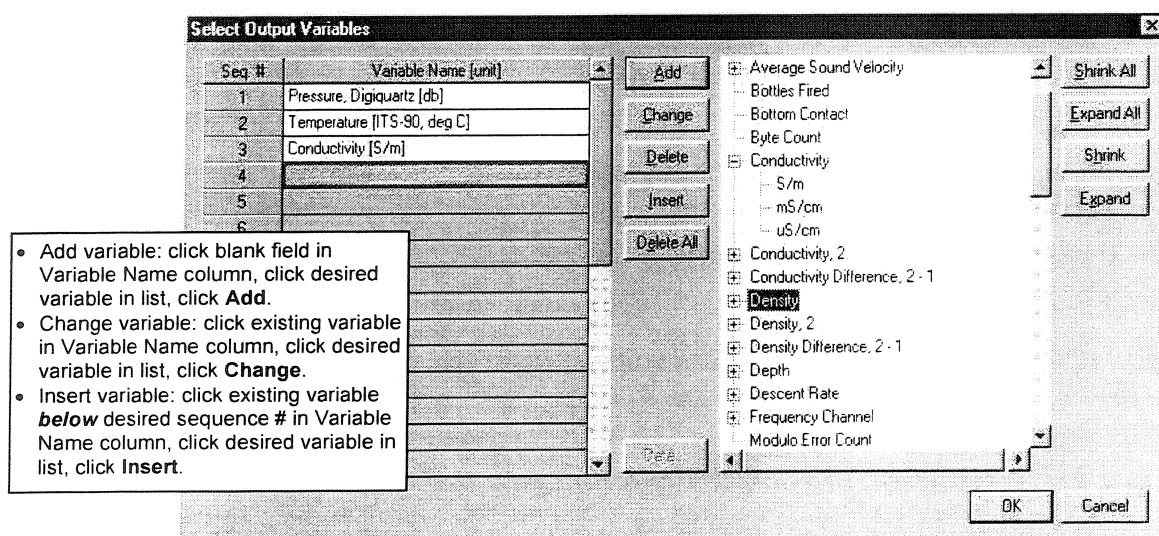 Select Output Variables
Seq. # Variable Name [unit]
1 Pressure, Digiquartz [db]
2 Temperature [ITS-90, deg C]
3 Conductivity [S/m]
4
5
6
Add
Change
Delete
Insert
Delete All
Average Sound Velocity
Bottles Fired
Bottom Contact
Byte Count
Conductivity
S/m
mS/cm
uS/cm
Conductivity, 2
Conductivity Difference, 2 - 1
Density
Density, 2
Density Difference, 2 - 1
Depth
Descent Rate
Frequency Channel
Modulo Error Count
Shrink All
Expand All
Shrink
Expand
OK Cancel
• Add variable: click blank field in
Variable Name column, click desired
variable in list, click Add.
• Change variable: click existing variable
in Variable Name column, click desired
variable in list, click Change.
• Insert variable: click existing variable
below desired sequence # in Variable
Name column, click desired variable in
list, click Insert.